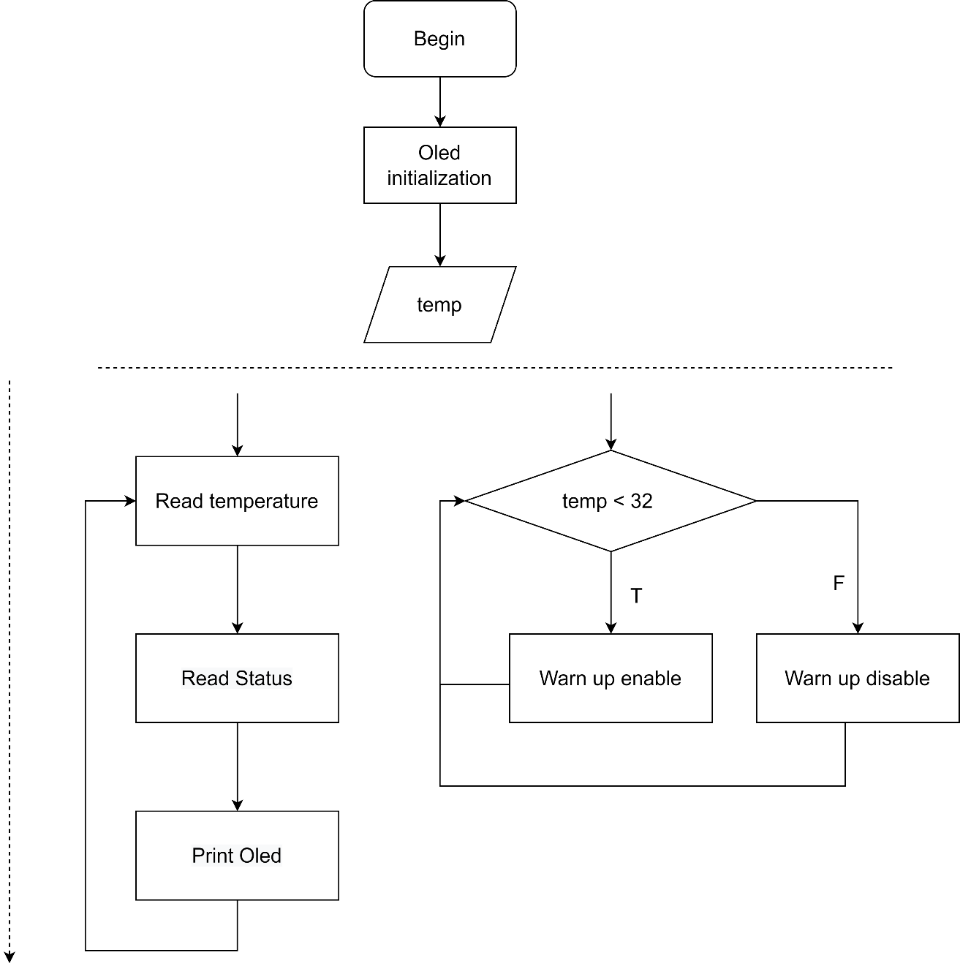 Begin
Oled
initialization
temp
Read temperature
temp < 32
T
F
Read Status
Warn up enable
Warn up disable
Print Oled